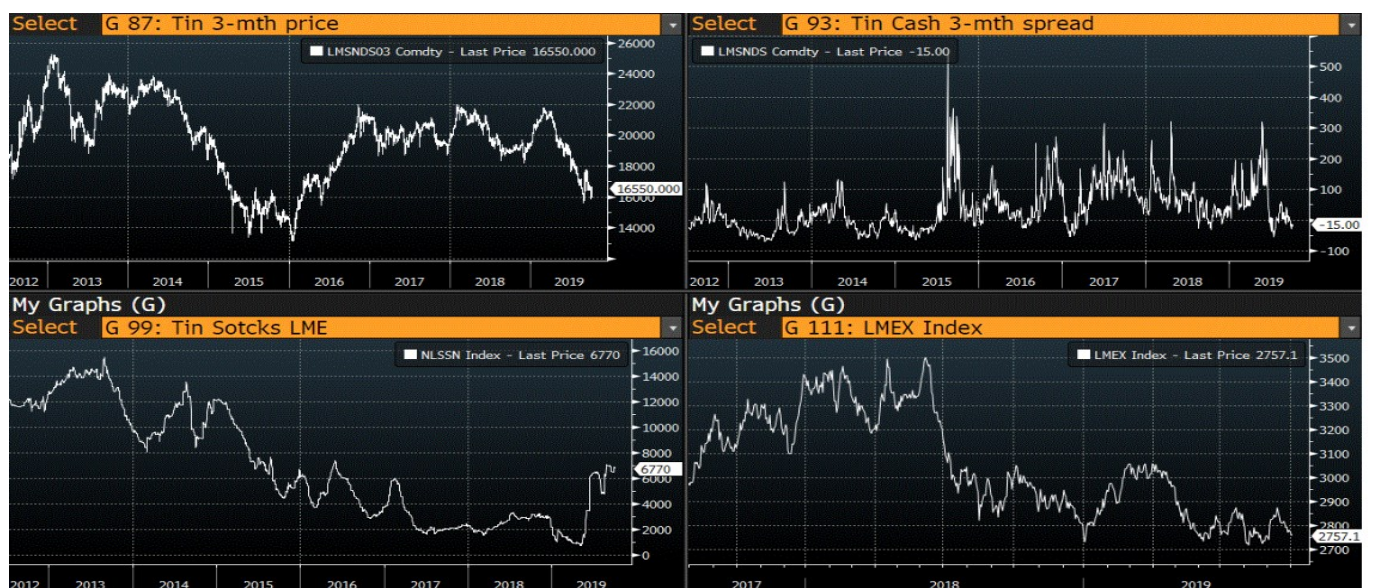 Select G 87: Tin 3-mth price
LMSNDS03 Comdty - Last Price 16550.000
26000
24000
22000
20000
18000
16550.000
16000
14000
2012 2013 2014 2015 2016 2017 2018 2019
Select G 93: Tin Cash 3-mth spread
LMSNDS Comdty - Last Price -15.00
500
400
300
200
100
-15.00
-100
2012 2013 2014 2015 2016 2017 2018 2019
My Graphs (G)
Select G 99: Tin Sotcks LME
NLSSN Index - Last Price 6770
16000
14000
12000
10000
8000
6770
6000
4000
2000
0
2012 2013 2014 2015 2016 2017 2018 2019
My Graphs (G)
Select G 111: LMEX Index
LMEX Index - Last Price 2757.1
3500
3400
3300
3200
3100
3000
2900
2800
2757.1
2700
2017 2018 2019